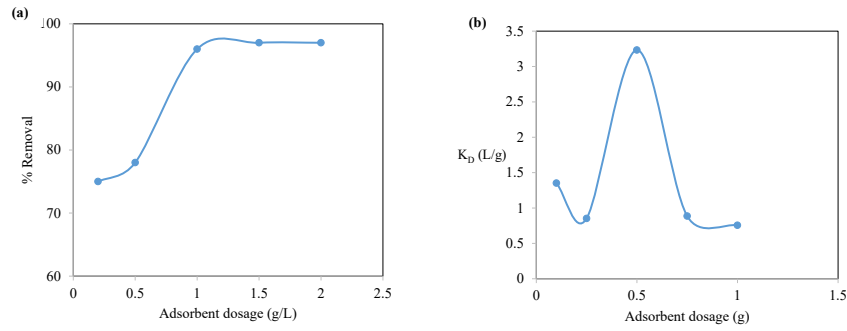 (a)
100
90
80
70
60
0 0.5 1 1.5 2 2.5
% Removal
Adsorbent dosage (g/L)
(b)
3.5
3
2.5
2
1.5
1
0.5
0
0 0.5 1 1.5
K_D (L/g)
Adsorbent dosage (g)